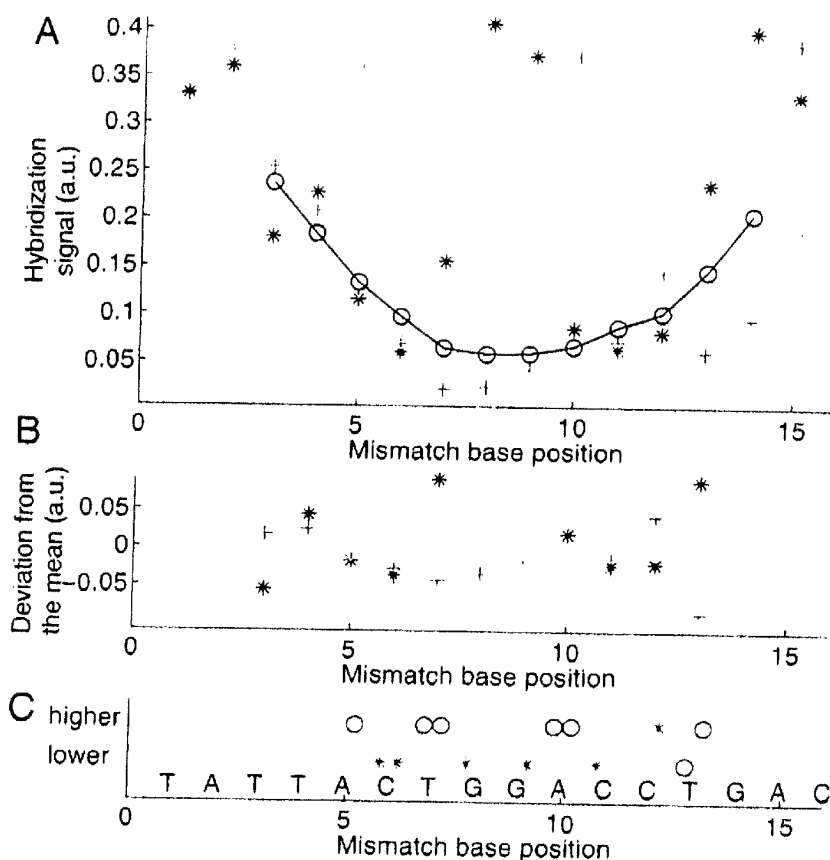 A
0.4
0.35
0.3
0.25
0.2
0.15
0.1
0.05
Hybridization
signal (a.u.)
0 5 10 15
Mismatch base position
B
0.05
0
-0.05
Deviation from
the mean (a.u.)
0 5 10 15
Mismatch base position
C
higher
lower
T A T T A C T G G A C C T G A C
0 5 10 15
Mismatch base position